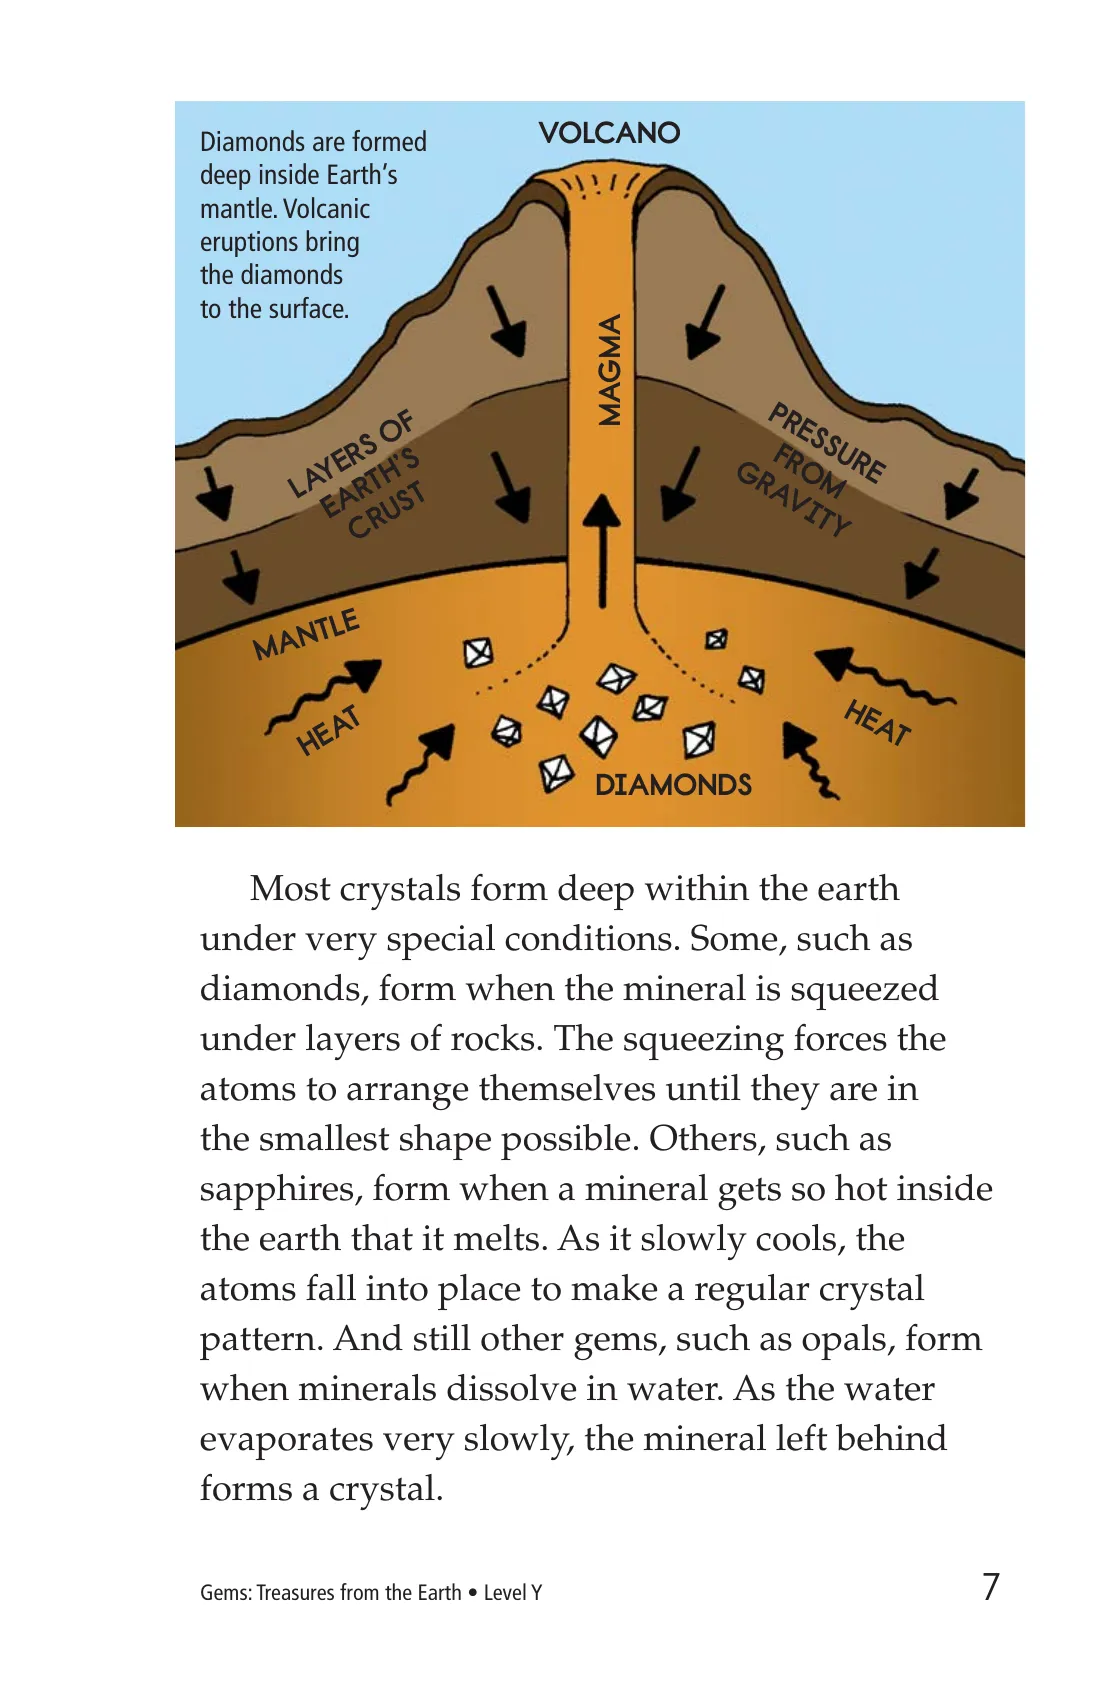 Diamonds are formed
deep inside Earth's
mantle. Volcanic
eruptions bring
the diamonds
to the surface.
VOLCANO
MAGMA
LAYERS OF
EARTH'S
CRUST
PRESSURE
FROM
GRAVITY
MANTLE
HEAT
HEAT
DIAMONDS
Most crystals form deep within the earth
under very special conditions. Some, such as
diamonds, form when the mineral is squeezed
under layers of rocks. The squeezing forces the
atoms to arrange themselves until they are in
the smallest shape possible. Others, such as
sapphires, form when a mineral gets so hot inside
the earth that it melts. As it slowly cools, the
atoms fall into place to make a regular crystal
pattern. And still other gems, such as opals, form
when minerals dissolve in water. As the water
evaporates very slowly, the mineral left behind
forms a crystal.
Gems: Treasures from the Earth • Level Y
7